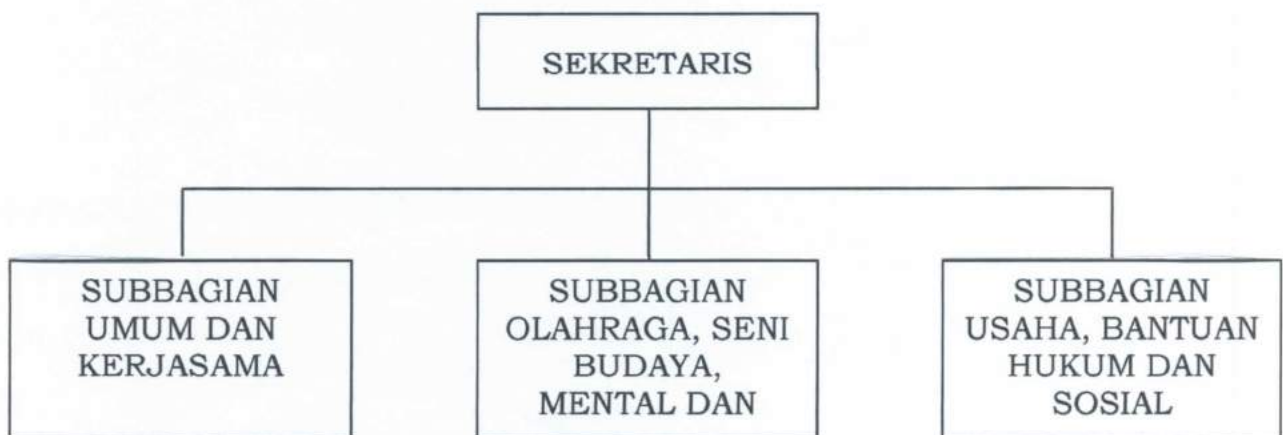 SEKRETARIS
SUBBAGIAN
UMUM DAN
KERJASAMA
SUBBAGIAN
OLAHRAGA, SENI
BUDAYA,
MENTAL DAN
SUBBAGIAN
USAHA, BANTUAN
HUKUM DAN
SOSIAL